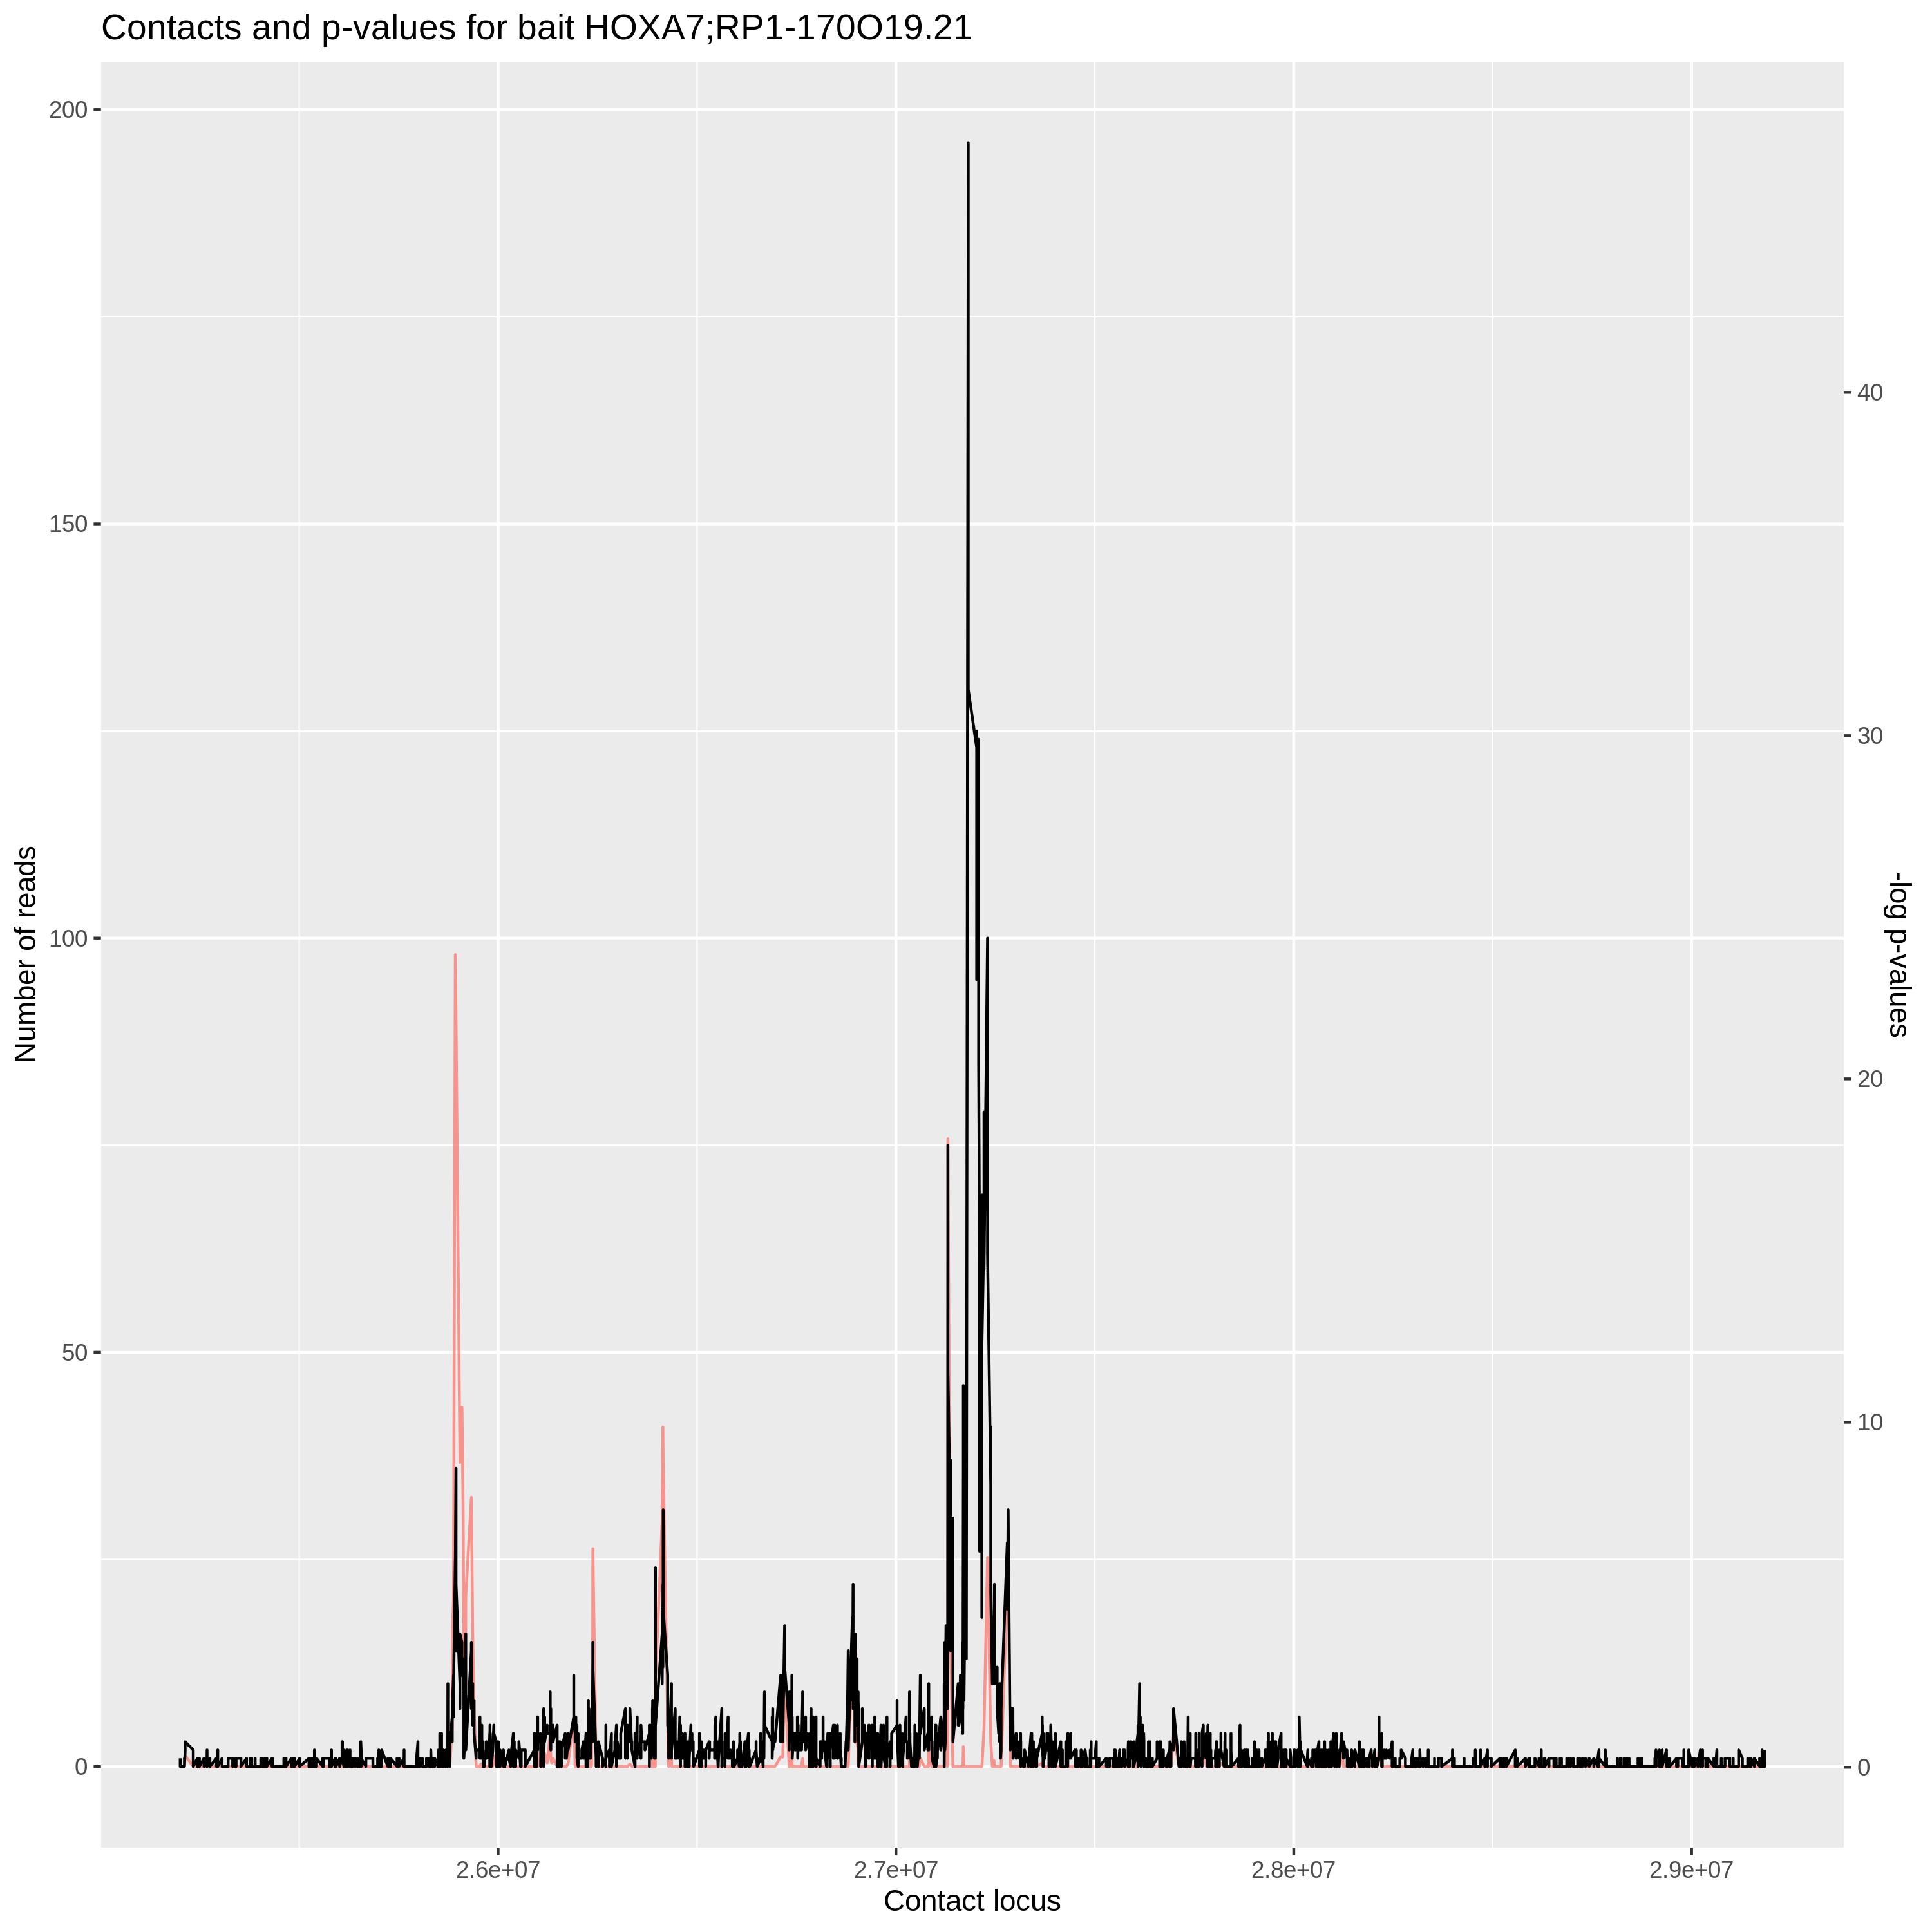 Contacts and p-values for bait HOXA7;RP1-170O19.21
200
150
100
50
0
Number of reads
40
30
20
10
0
-log p-values
2.6e+07 2.7e+07 2.8e+07 2.9e+07
Contact locus